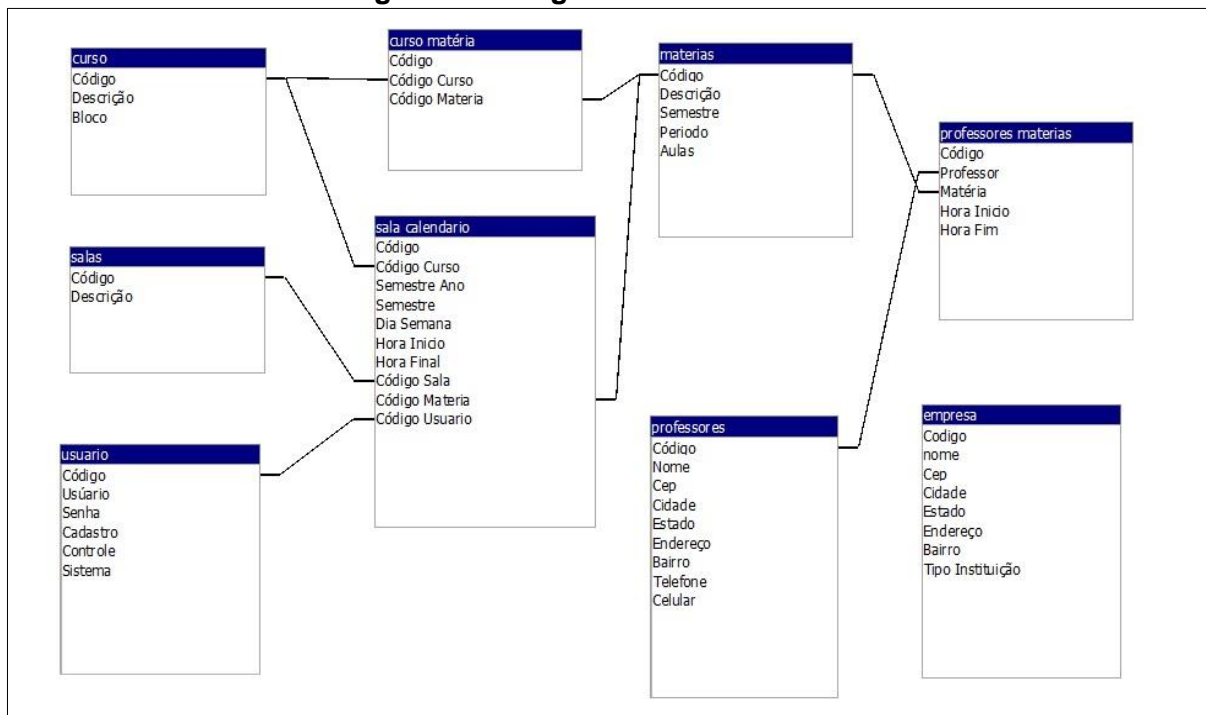 curso
Código
Descrição
Bloco
curso matéria
Código
Código Curso
Código Materia
materias
Código
Descrição
Semestre
Periodo
Aulas
professores materias
Código
Professor
Matéria
Hora Inicio
Hora Fim
salas
Código
Descrição
sala calendario
Código
Código Curso
Semestre Ano
Semestre
Dia Semana
Hora Inicio
Hora Final
Código Sala
Código Materia
Código Usuario
usuario
Código
Usúario
Senha
Cadastro
Controle
Sistema
professores
Código
Nome
Cep
Cidade
Estado
Endereço
Bairro
Telefone
Celular
empresa
Codigo
nome
Cep
Cidade
Estado
Endereço
Bairro
Tipo Instituição